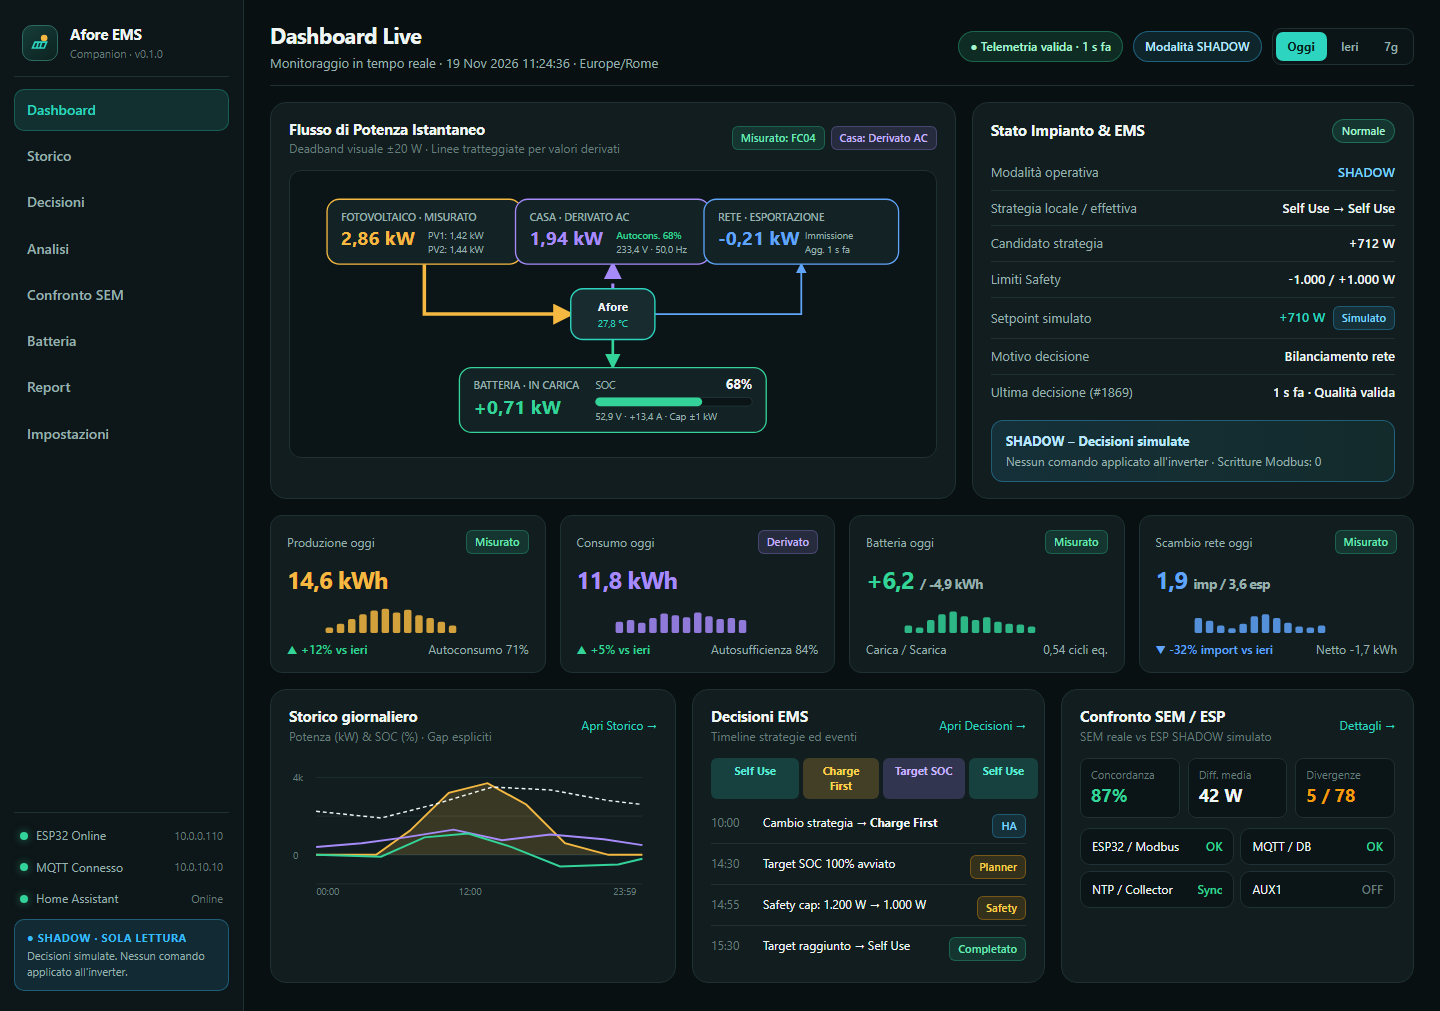 Afore EMS
Companion · v0.1.0
Dashboard
Storico
Decisioni
Analisi
Confronto SEM
Batteria
Report
Impostazioni
ESP32 Online 10.0.0.110
MQTT Connesso 10.0.10.10
Home Assistant Online
● SHADOW · SOLA LETTURA
Decisioni simulate. Nessun comando
applicato all'inverter.
Dashboard Live
Monitoraggio in tempo reale · 19 Nov 2026 11:24:36 · Europe/Rome
● Telemetria valida · 1 s fa
Modalità SHADOW
Oggi
Ieri
7g
Flusso di Potenza Istantaneo
Deadband visuale ±20 W · Linee tratteggiate per valori derivati
Misurato: FC04
Casa: Derivato AC
FOTOVOLTAICO · MISURATO
2,86 kW
PV1: 1,42 kW
PV2: 1,44 kW
CASA · DERIVATO AC
1,94 kW
Autocons. 68%
233,4 V · 50,0 Hz
RETE · ESPORTAZIONE
-0,21 kW
Immissione
Agg. 1 s fa
Afore
27,8 °C
BATTERIA · IN CARICA
+0,71 kW
SOC 68%
52,9 V · +13,4 A · Cap ±1 kW
Stato Impianto & EMS
Normale
Modalità operativa SHADOW
Strategia locale / effettiva Self Use → Self Use
Candidato strategia +712 W
Limiti Safety -1.000 / +1.000 W
Setpoint simulato +710 W Simulato
Motivo decisione Bilanciamento rete
Ultima decisione (#1869) 1 s fa · Qualità valida
SHADOW – Decisioni simulate
Nessun comando applicato all'inverter · Scritture Modbus: 0
Produzione oggi Misurato
14,6 kWh
▲ +12% vs ieri Autoconsumo 71%
Consumo oggi Derivato
11,8 kWh
▲ +5% vs ieri Autosufficienza 84%
Batteria oggi Misurato
+6,2 / -4,9 kWh
Carica / Scarica 0,54 cicli eq.
Scambio rete oggi Misurato
1,9 imp / 3,6 esp
▼ -32% import vs ieri Netto -1,7 kWh
Storico giornaliero
Potenza (kW) & SOC (%) · Gap espliciti
Apri Storico →
4k
0
00:00 12:00 23:59
Decisioni EMS
Timeline strategie ed eventi
Apri Decisioni →
Self Use
Charge
First
Target SOC
Self Use
10:00 Cambio strategia → Charge First HA
14:30 Target SOC 100% avviato Planner
14:55 Safety cap: 1.200 W → 1.000 W Safety
15:30 Target raggiunto → Self Use Completato
Confronto SEM / ESP
SEM reale vs ESP SHADOW simulato
Dettagli →
Concordanza
87%
Diff. media
42 W
Divergenze
5 / 78
ESP32 / Modbus OK
MQTT / DB OK
NTP / Collector Sync
AUX1 OFF